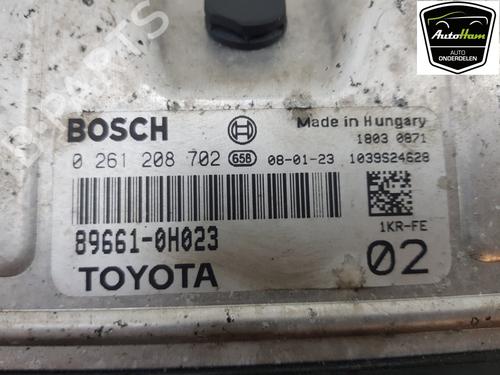 AutoHam
AUTO
ONDERDELEN
BOSCH
Made in Hungary
1803 0871
0 261 208 702 G5B 08-01-23 1039S24628
89661-0H023
1KR-FE
TOYOTA
02
B-PARTS